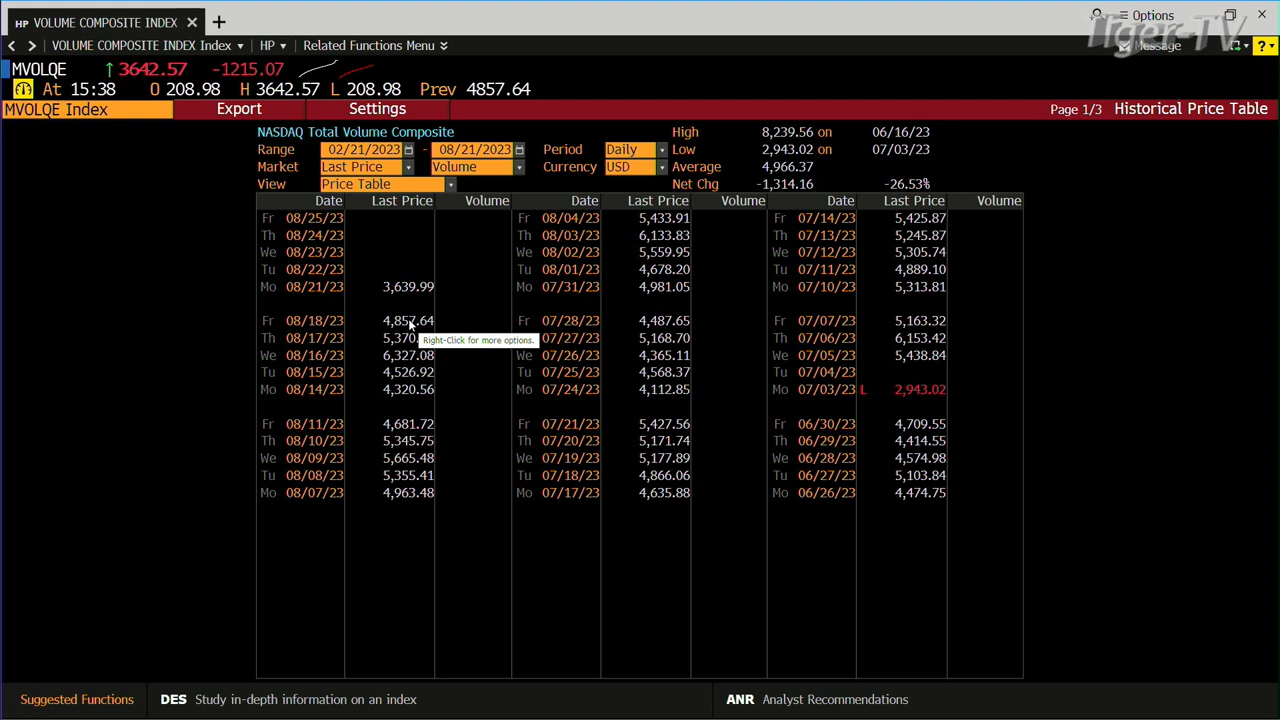 HP VOLUME COMPOSITE INDEX × +
Options
Tiger-TV
< > VOLUME COMPOSITE INDEX Index ▾ HP ▾ Related Functions Menu
Message
?
MVOLQE ↑ 3642.57 -1215.07
At 15:38 O 208.98 H 3642.57 L 208.98 Prev 4857.64
MVOLQE Index Export Settings Page 1/3 Historical Price Table
NASDAQ Total Volume Composite High 8,239.56 on 06/16/23
Range 02/21/2023 - 08/21/2023 Period Daily Low 2,943.02 on 07/03/23
Market Last Price Volume Currency USD Average 4,966.37
View Price Table Net Chg -1,314.16 -26.53%
Date Last Price Volume Date Last Price Volume Date Last Price Volume
Fr 08/25/23 Fr 08/04/23 5,433.91 Fr 07/14/23 5,425.87
Th 08/24/23 Th 08/03/23 6,133.83 Th 07/13/23 5,245.87
We 08/23/23 We 08/02/23 5,559.95 We 07/12/23 5,305.74
Tu 08/22/23 Tu 08/01/23 4,678.20 Tu 07/11/23 4,889.10
Mo 08/21/23 3,639.99 Mo 07/31/23 4,981.05 Mo 07/10/23 5,313.81
Fr 08/18/23 4,857.64 Fr 07/28/23 4,487.65 Fr 07/07/23 5,163.32
Th 08/17/23 5,370. Right-Click for more options. 07/27/23 5,168.70 Th 07/06/23 6,153.42
We 08/16/23 6,327.08 We 07/26/23 4,365.11 We 07/05/23 5,438.84
Tu 08/15/23 4,526.92 Tu 07/25/23 4,568.37 Tu 07/04/23
Mo 08/14/23 4,320.56 Mo 07/24/23 4,112.85 Mo 07/03/23 L 2,943.02
Fr 08/11/23 4,681.72 Fr 07/21/23 5,427.56 Fr 06/30/23 4,709.55
Th 08/10/23 5,345.75 Th 07/20/23 5,171.74 Th 06/29/23 4,414.55
We 08/09/23 5,665.48 We 07/19/23 5,177.89 We 06/28/23 4,574.98
Tu 08/08/23 5,355.41 Tu 07/18/23 4,866.06 Tu 06/27/23 5,103.84
Mo 08/07/23 4,963.48 Mo 07/17/23 4,635.88 Mo 06/26/23 4,474.75
Suggested Functions DES Study in-depth information on an index ANR Analyst Recommendations